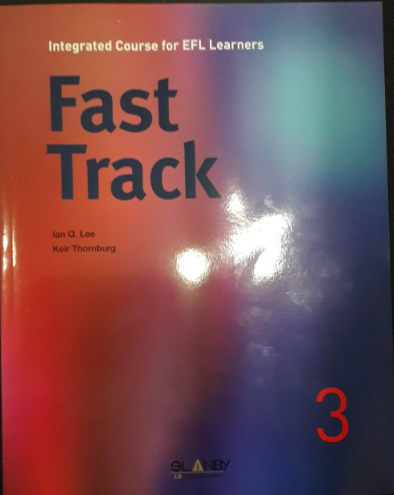 Integrated Course for EFL Learners
Fast
Track
Ian Q. Lee
Keir Thornburg
3